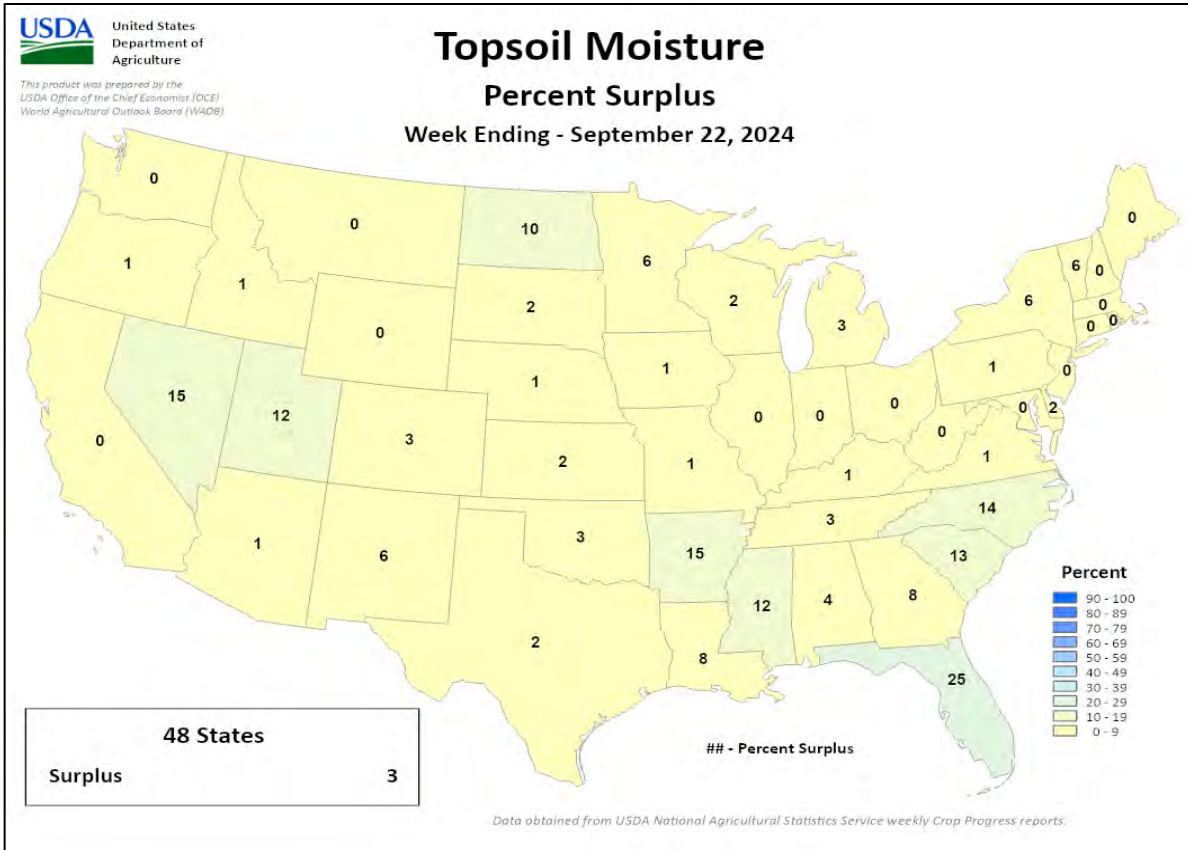 USDA
United States
Department of
Agriculture
This product was prepared by the
USDA Office of the Chief Economist (OCE)
World Agricultural Outlook Board (WAOB)
Topsoil Moisture
Percent Surplus
Week Ending - September 22, 2024
0
0
10
6
0
1
1
2
2
3
6
6
0
0
0
0
0
1
1
1
0
15
12
3
2
1
0
0
0
0
0
2
0
1
1
1
6
3
15
3
14
13
12
4
8
2
8
25
Percent
90 - 100
80 - 89
70 - 79
60 - 69
50 - 59
40 - 49
30 - 39
20 - 29
10 - 19
0 - 9
48 States
Surplus 3
## - Percent Surplus
Data obtained from USDA National Agricultural Statistics Service weekly Crop Progress reports.